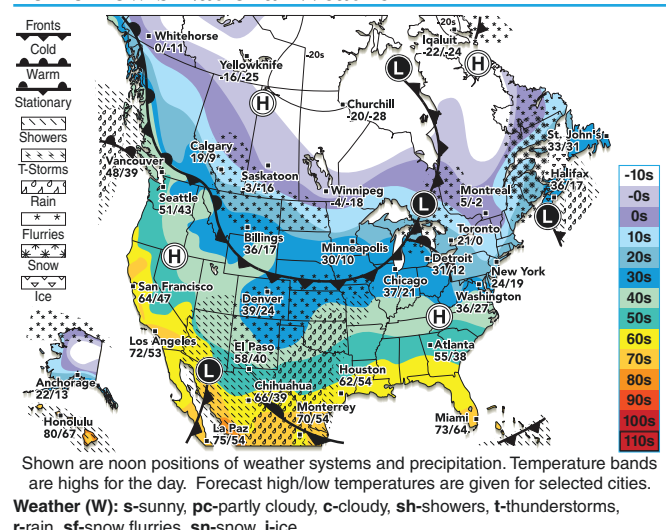 Fronts
Cold
Warm
Stationary
Showers
T-Storms
Rain
Flurries
Snow
Ice
Whitehorse
0/-11
Yellowknife
-16/-25
-20s
-20s
Iqaluit
-22/-24
H
L
H
Churchill
-20/-28
Calgary
19/9
Vancouver
48/39
Saskatoon
-3/-16
Winnipeg
-4/-18
Montreal
5/-2
St. John's
33/31
Halifax
36/17
L
L
Seattle
51/43
Billings
36/17
Minneapolis
30/10
Toronto
21/0
Detroit
31/12
New York
24/19
H
San Francisco
64/47
Denver
39/24
Chicago
37/21
Washington
36/27
H
Los Angeles
72/53
El Paso
58/40
Houston
62/54
Atlanta
55/38
L
Chihuahua
66/39
Monterrey
70/54
Miami
73/64
La Paz
75/54
Anchorage
22/13
Honolulu
80/67
-10s
-0s
0s
10s
20s
30s
40s
50s
60s
70s
80s
90s
100s
110s
Shown are noon positions of weather systems and precipitation. Temperature bands
are highs for the day. Forecast high/low temperatures are given for selected cities.
Weather (W): s-sunny, pc-partly cloudy, c-cloudy, sh-showers, t-thunderstorms,
r-rain, sf-snow flurries, sn-snow, i-ice